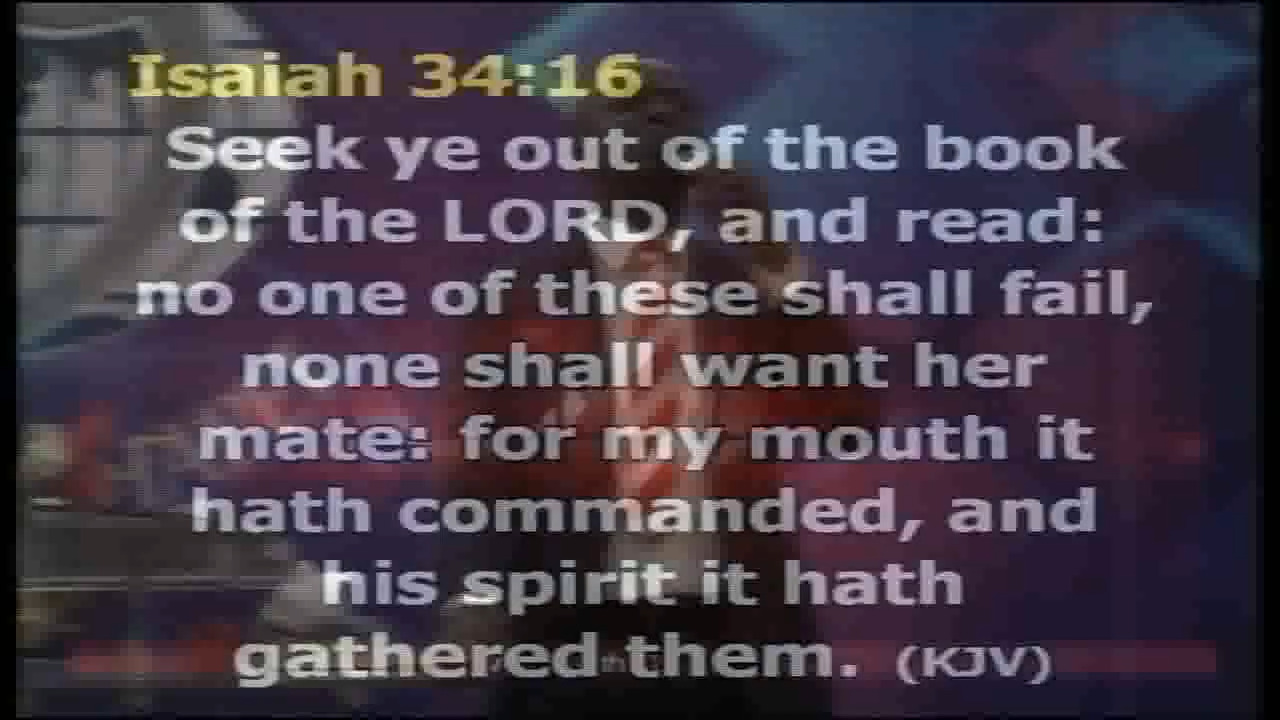 Isaiah 34:16
Seek ye out of the book
of the LORD, and read:
no one of these shall fail,
none shall want her
mate: for my mouth it
hath commanded, and
his spirit it hath
gathered them. (KJV)